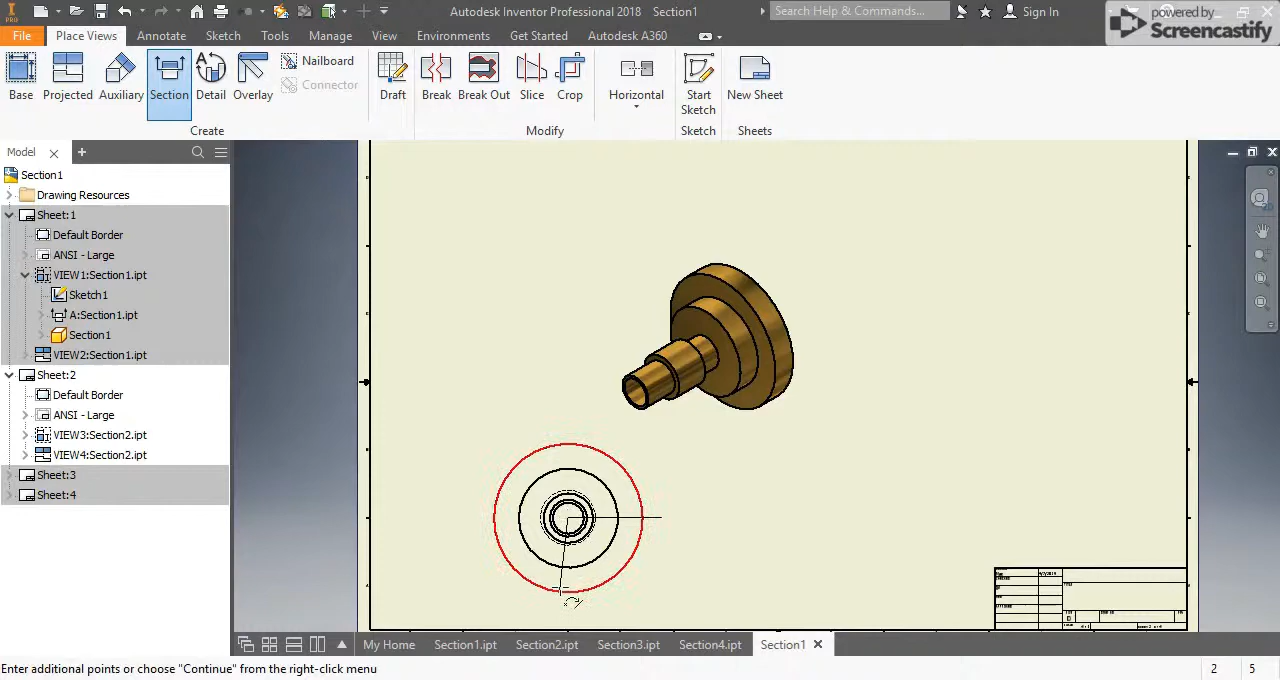 PRO
Autodesk Inventor Professional 2018 Section1
Search Help & Commands...
Sign In
powered by
Screencastify
File
Place Views
Annotate
Sketch
Tools
Manage
View
Environments
Get Started
Autodesk A360
Base
Projected
Auxiliary
Section
Detail
Overlay
Nailboard
Connector
Draft
Break
Break Out
Slice
Crop
Horizontal
Start
Sketch
New Sheet
Create
Modify
Sketch
Sheets
Model
Section1
Drawing Resources
Sheet:1
Default Border
ANSI - Large
VIEW1:Section1.ipt
Sketch1
A:Section1.ipt
Section1
VIEW2:Section1.ipt
Sheet:2
Default Border
ANSI - Large
VIEW3:Section2.ipt
VIEW4:Section2.ipt
Sheet:3
Sheet:4
My Home
Section1.ipt
Section2.ipt
Section3.ipt
Section4.ipt
Section1
Enter additional points or choose "Continue" from the right-click menu
2
5